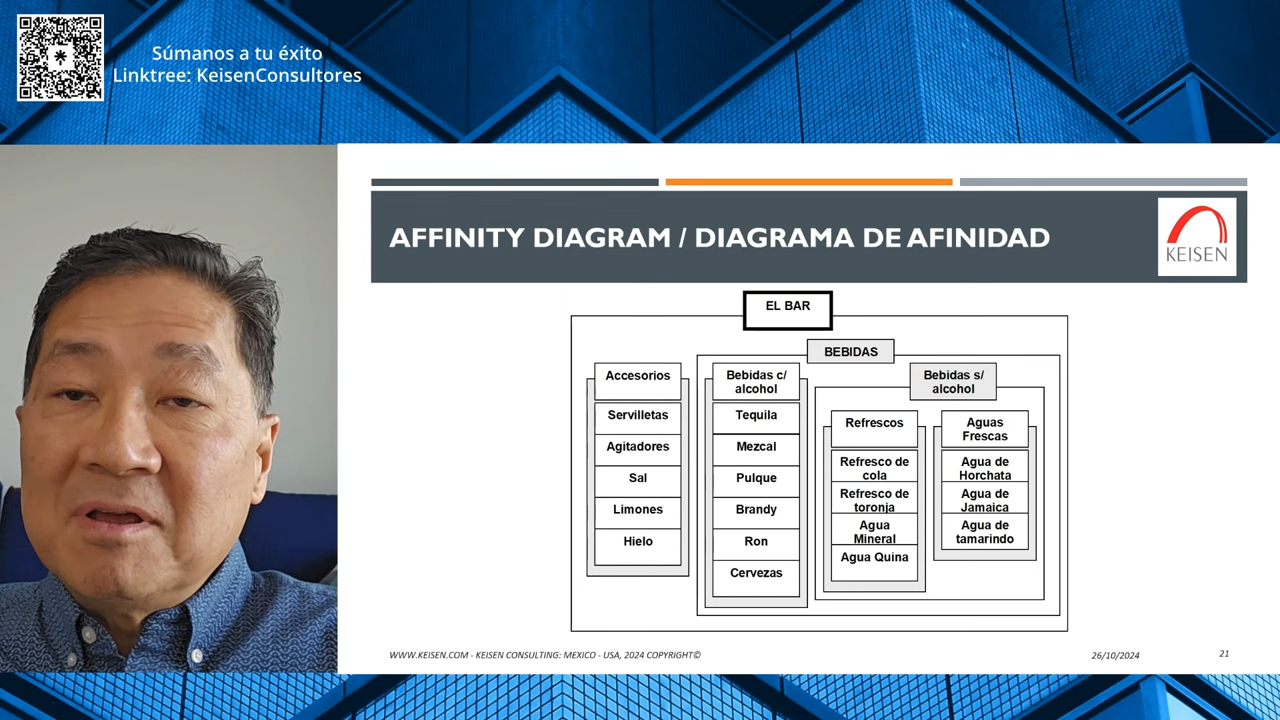 Súmanos a tu éxito
Linktree: KeisenConsultores
AFFINITY DIAGRAM / DIAGRAMA DE AFINIDAD
KEISEN
EL BAR
BEBIDAS
Accesorios
Servilletas
Agitadores
Sal
Limones
Hielo
Bebidas c/
alcohol
Tequila
Mezcal
Pulque
Brandy
Ron
Cervezas
Bebidas s/
alcohol
Refrescos
Refresco de
cola
Refresco de
toronja
Agua
Mineral
Agua Quina
Aguas
Frescas
Agua de
Horchata
Agua de
Jamaica
Agua de
tamarindo
WWW.KEISEN.COM - KEISEN CONSULTING: MEXICO - USA, 2024 COPYRIGHT©
26/10/2024
21